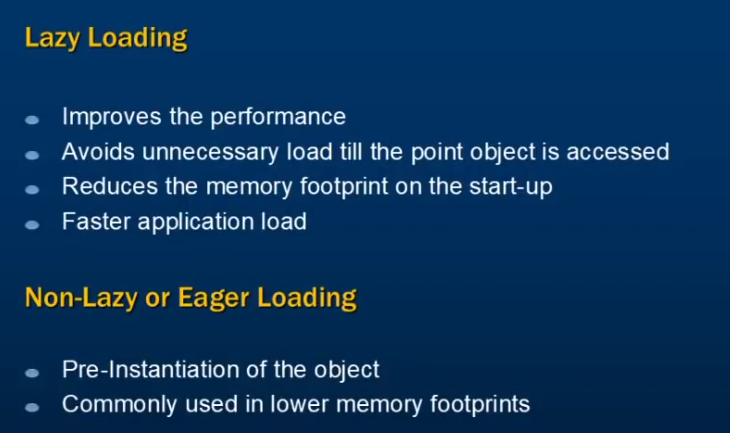 Lazy Loading
Improves the performance
Avoids unnecessary load till the point object is accessed
Reduces the memory footprint on the start-up
Faster application load
Non-Lazy or Eager Loading
Pre-Instantiation of the object
Commonly used in lower memory footprints